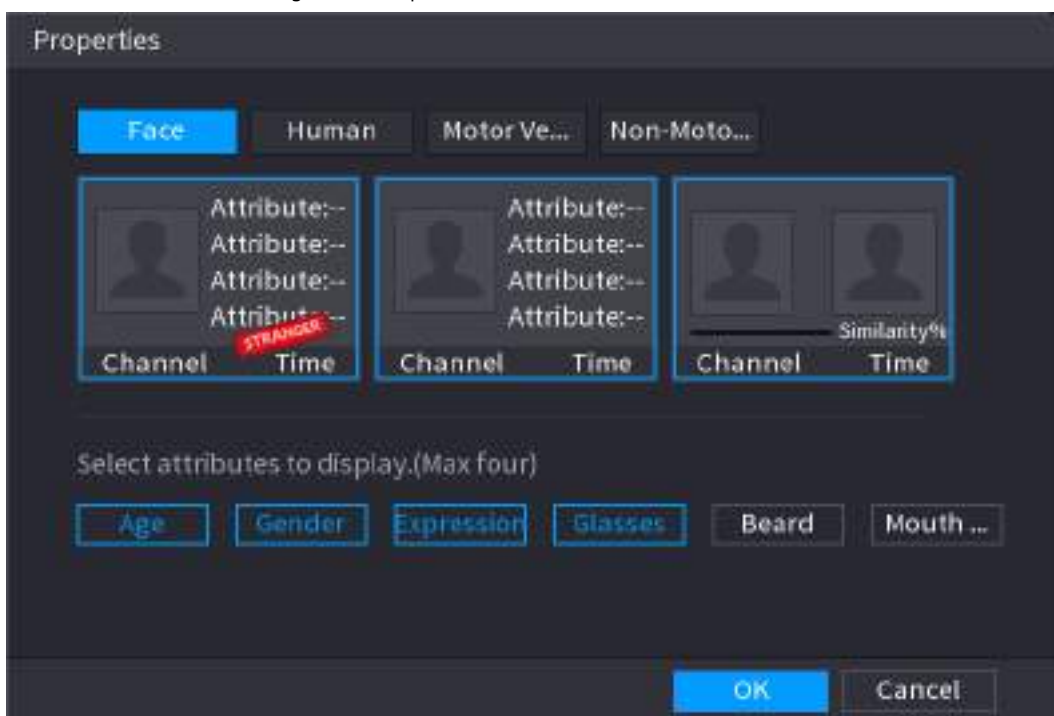 Properties
Face Human Motor Ve... Non-Moto...
Attribute:-- Attribute:--
Attribute:-- Attribute:--
Attribute:-- Attribute:--
Attribute:-- Attribute:--
STRANGER Similarity%
Channel Time Channel Time Channel Time
Select attributes to display.(Max four)
Age Gender Expression Glasses Beard Mouth ...
OK Cancel